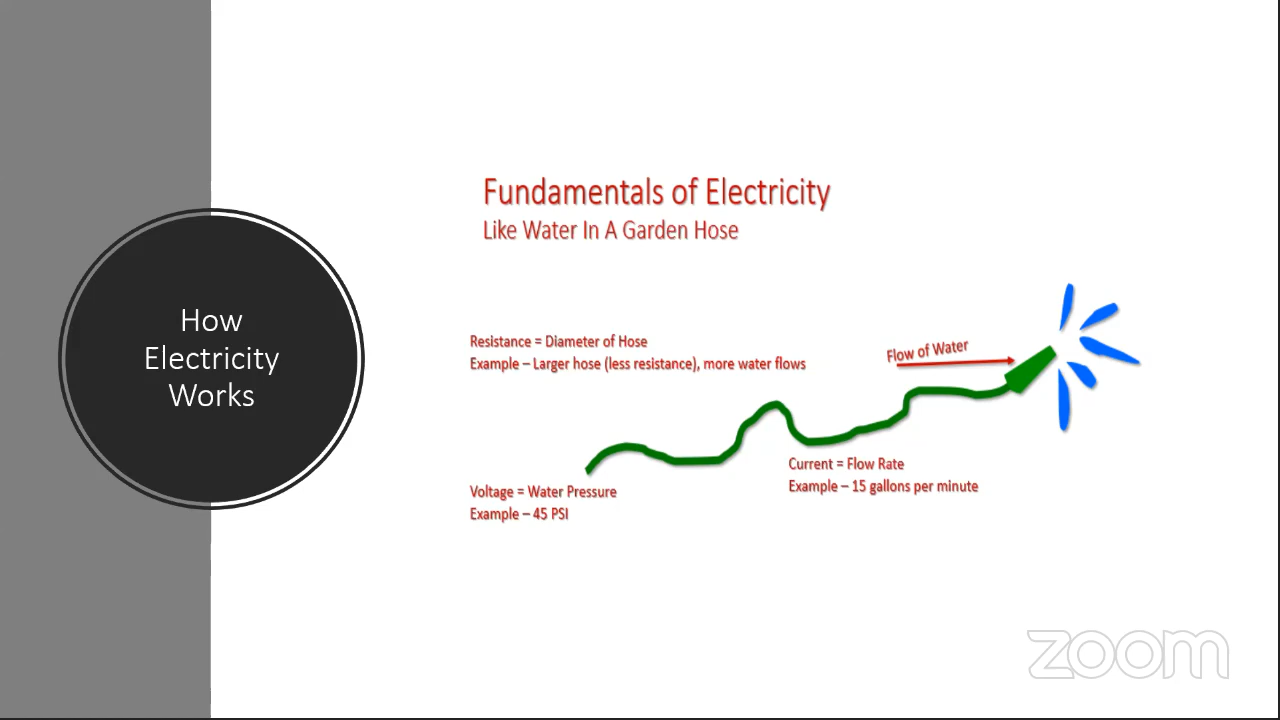 How
Electricity
Works
Fundamentals of Electricity
Like Water In A Garden Hose
Resistance = Diameter of Hose
Example – Larger hose (less resistance), more water flows
Flow of Water
Current = Flow Rate
Example – 15 gallons per minute
Voltage = Water Pressure
Example – 45 PSI
zoom